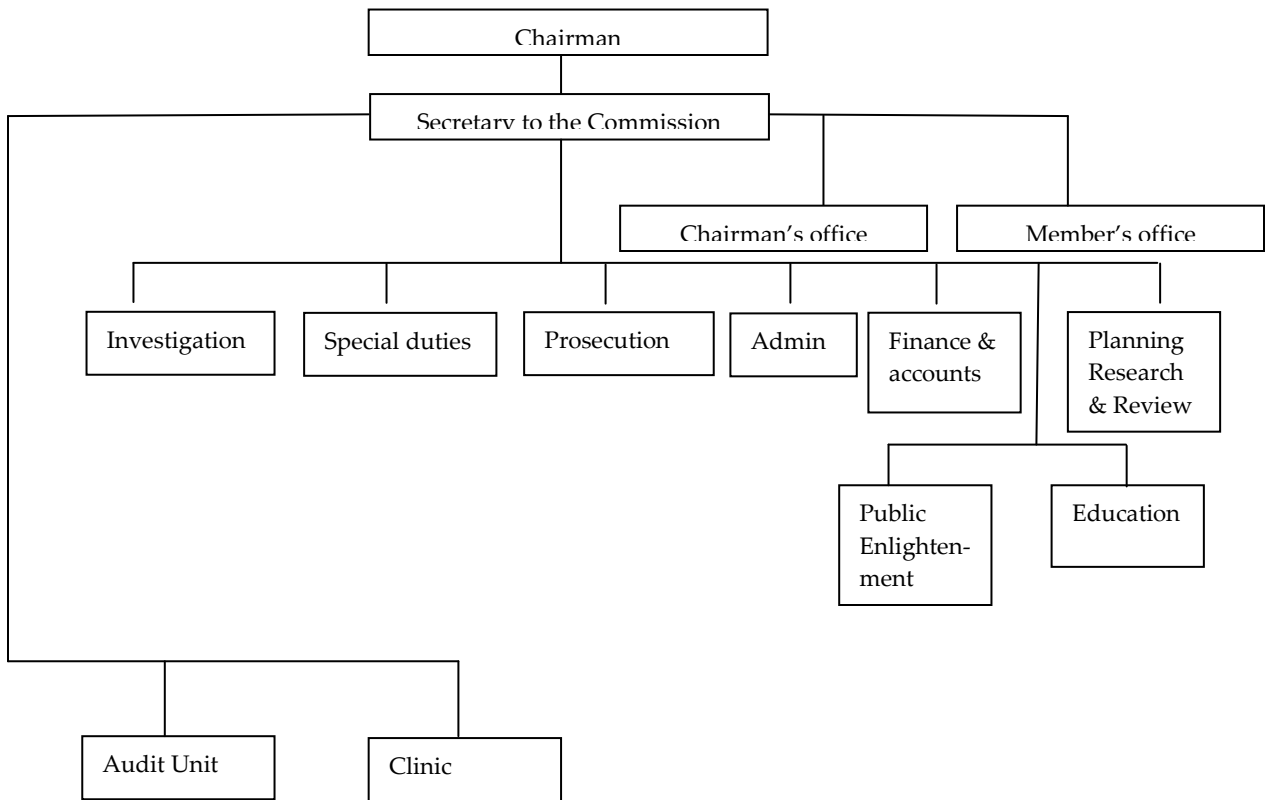 Chairman
Secretary to the Commission
Chairman's office
Member's office
Investigation
Special duties
Prosecution
Admin
Finance &
accounts
Planning
Research
& Review
Public
Enlighten-
ment
Education
Audit Unit
Clinic